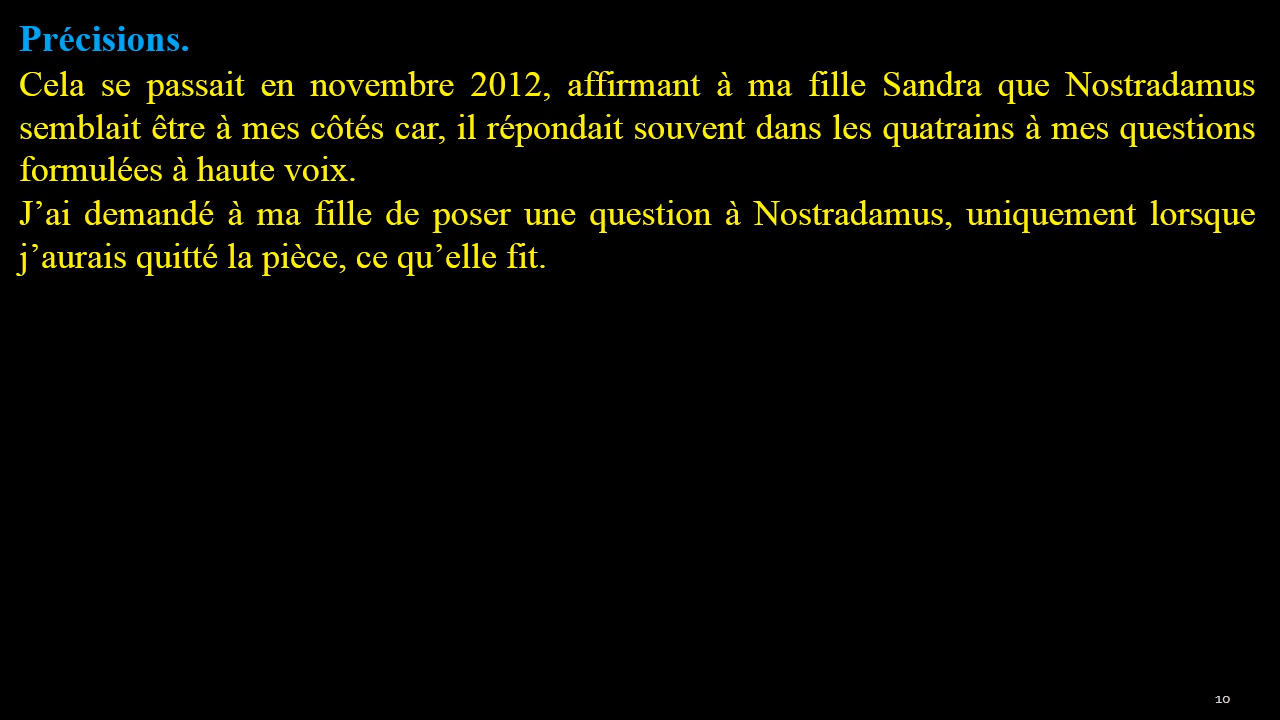 Précisions.
Cela se passait en novembre 2012, affirmant à ma fille Sandra que Nostradamus
semblait être à mes côtés car, il répondait souvent dans les quatrains à mes questions
formulées à haute voix.
J’ai demandé à ma fille de poser une question à Nostradamus, uniquement lorsque
j’aurais quitté la pièce, ce qu’elle fit.
10